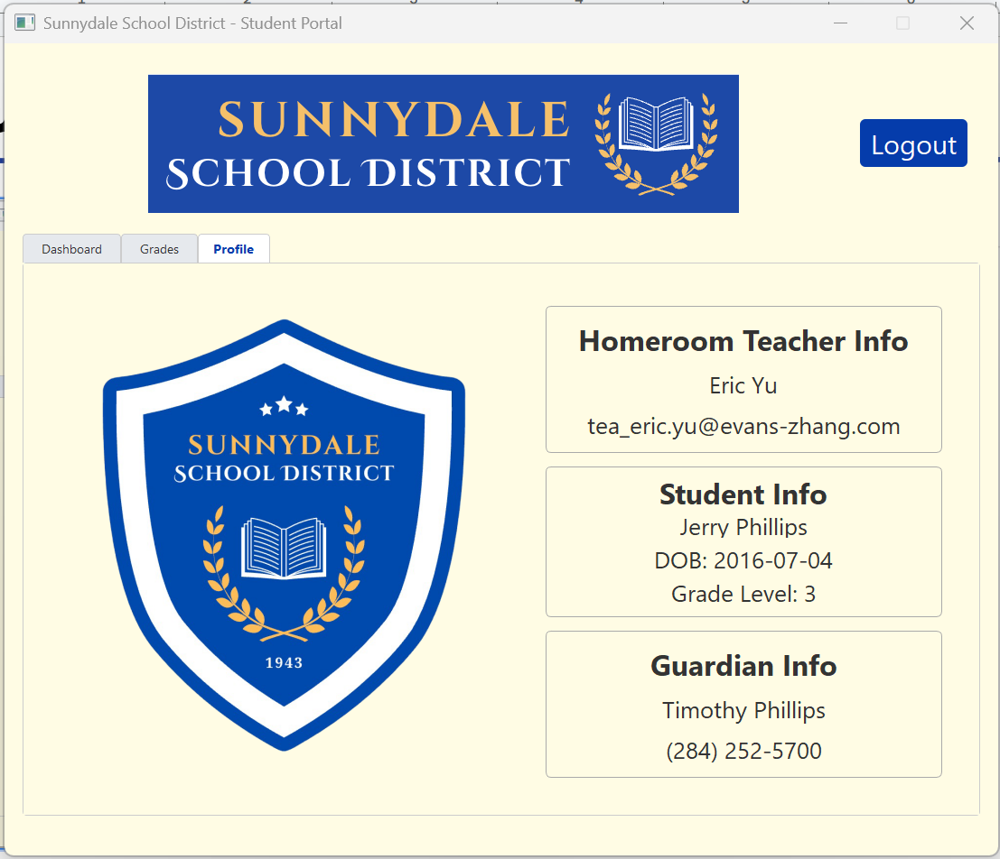 Sunnydale School District - Student Portal
SUNNYDALE
SCHOOL DISTRICT
Logout
Dashboard
Grades
Profile
SUNNYDALE
SCHOOL DISTRICT
1943
Homeroom Teacher Info
Eric Yu
tea_eric.yu@evans-zhang.com
Student Info
Jerry Phillips
DOB: 2016-07-04
Grade Level: 3
Guardian Info
Timothy Phillips
(284) 252-5700